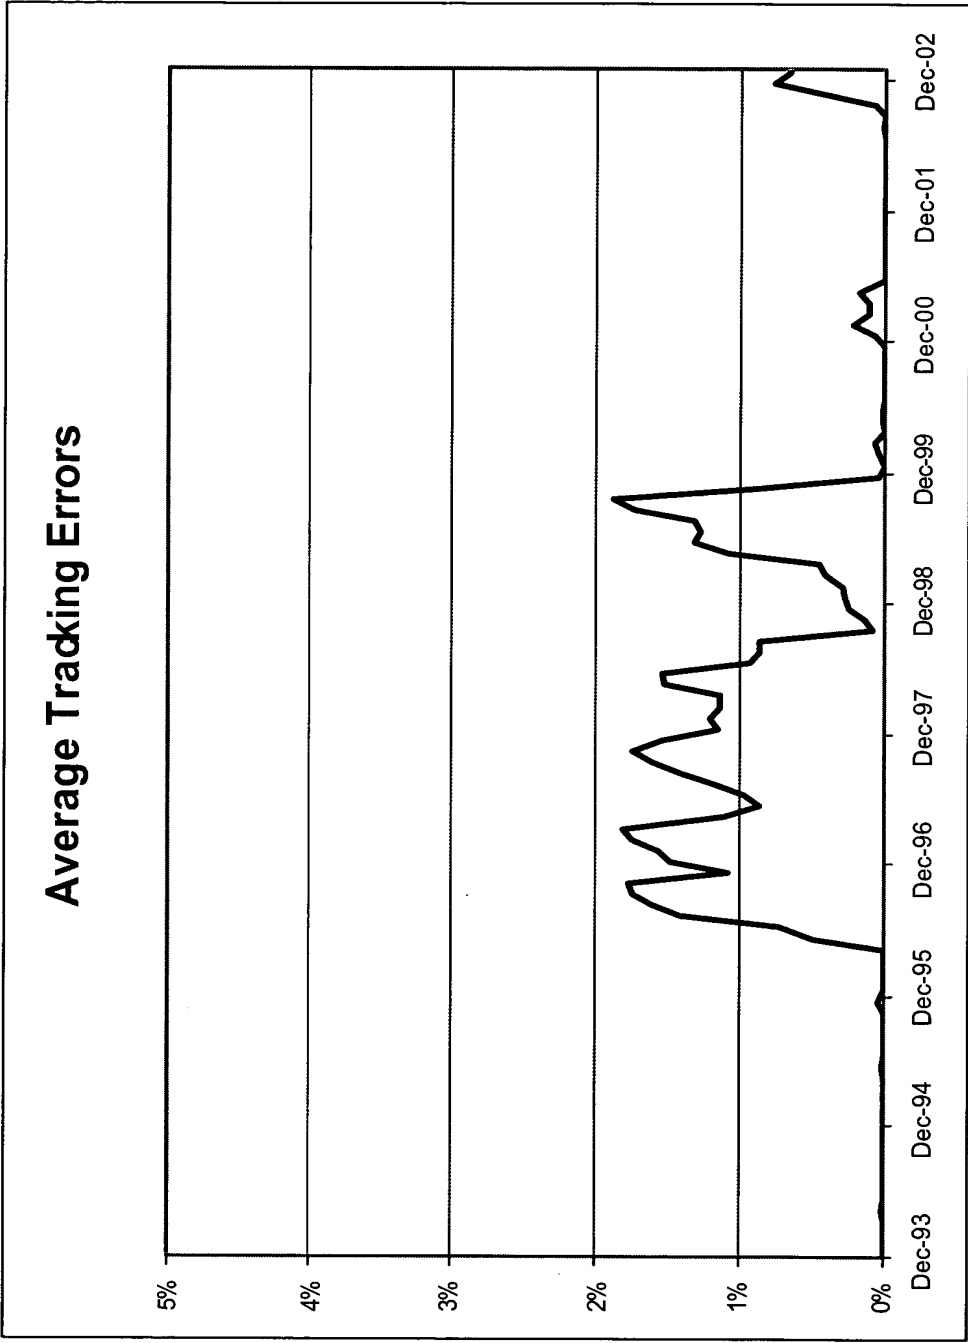 Average Tracking Errors
5%
4%
3%
2%
1%
0%
Dec-93
Dec-94
Dec-95
Dec-96
Dec-97
Dec-98
Dec-99
Dec-00
Dec-01
Dec-02